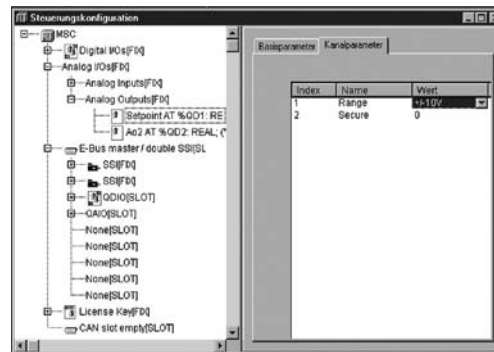 Steuerungskonfiguration
MSC
Digital I/Os[FIX]
Analog I/Os[FIX]
Analog Inputs[FIX]
Analog Outputs[FIX]
Setpoint AT %QD1: RE
Ao2 AT %QD2: REAL; (*
E-Bus master / double SSI[SL
SSI[FIX]
SSI[FIX]
QDIO[SLOT]
QAIO[SLOT]
None[SLOT]
None[SLOT]
None[SLOT]
None[SLOT]
None[SLOT]
License Key[FIX]
CAN slot empty[SLOT]
Basisparameter Kanalparameter
Index Name Wert
1 Range +/-10V
2 Secure 0